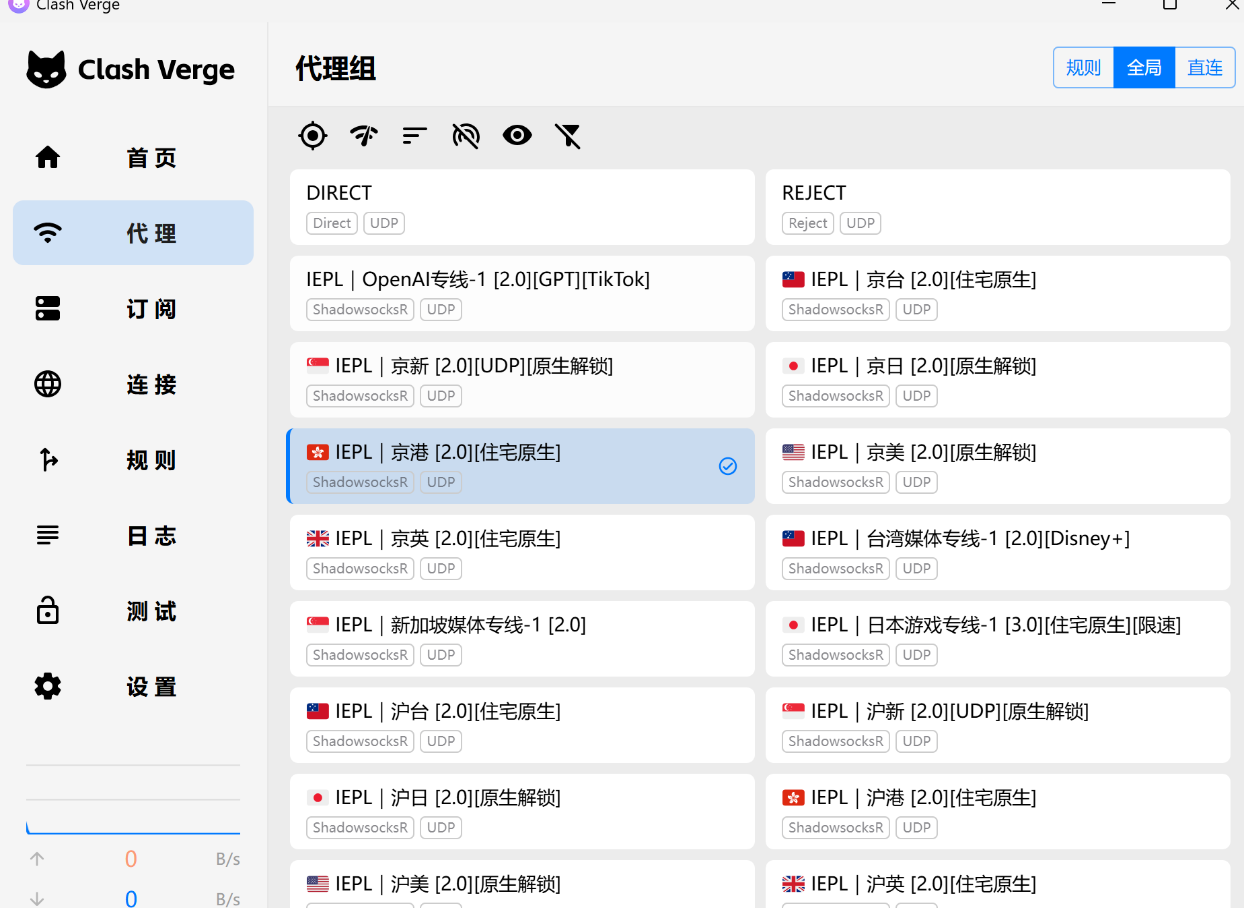 Clash Verge
Clash Verge
首页
代理
订阅
连接
规则
日志
测试
设置
0 B/s
0 B/s
代理组
规则 全局 直连
DIRECT
Direct UDP
REJECT
Reject UDP
IEPL｜OpenAI专线-1 [2.0][GPT][TikTok]
ShadowsocksR UDP
IEPL｜京台 [2.0][住宅原生]
ShadowsocksR UDP
IEPL｜京新 [2.0][UDP][原生解锁]
ShadowsocksR UDP
IEPL｜京日 [2.0][原生解锁]
ShadowsocksR UDP
IEPL｜京港 [2.0][住宅原生]
ShadowsocksR UDP
IEPL｜京美 [2.0][原生解锁]
ShadowsocksR UDP
IEPL｜京英 [2.0][住宅原生]
ShadowsocksR UDP
IEPL｜台湾媒体专线-1 [2.0][Disney+]
ShadowsocksR UDP
IEPL｜新加坡媒体专线-1 [2.0]
ShadowsocksR UDP
IEPL｜日本游戏专线-1 [3.0][住宅原生][限速]
ShadowsocksR UDP
IEPL｜沪台 [2.0][住宅原生]
ShadowsocksR UDP
IEPL｜沪新 [2.0][UDP][原生解锁]
ShadowsocksR UDP
IEPL｜沪日 [2.0][原生解锁]
ShadowsocksR UDP
IEPL｜沪港 [2.0][住宅原生]
ShadowsocksR UDP
IEPL｜沪美 [2.0][原生解锁]
IEPL｜沪英 [2.0][住宅原生]